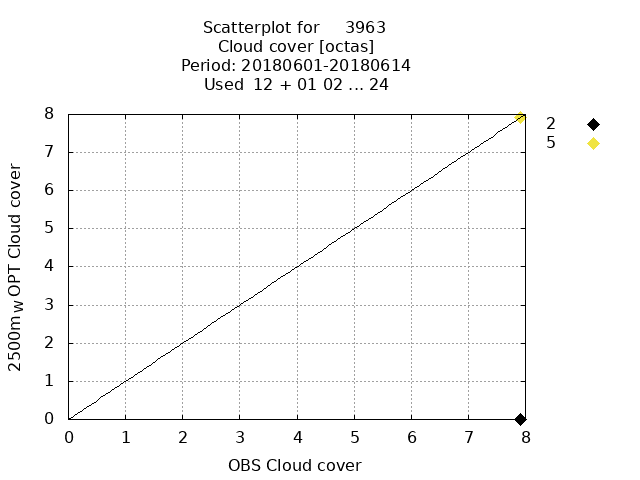 Scatterplot for 3963
Cloud cover [octas]
Period: 20180601-20180614
Used 12 + 01 02 ... 24
2
5
8
7
6
5
4
3
2
1
0
2500m_w OPT Cloud cover
0 1 2 3 4 5 6 7 8
OBS Cloud cover